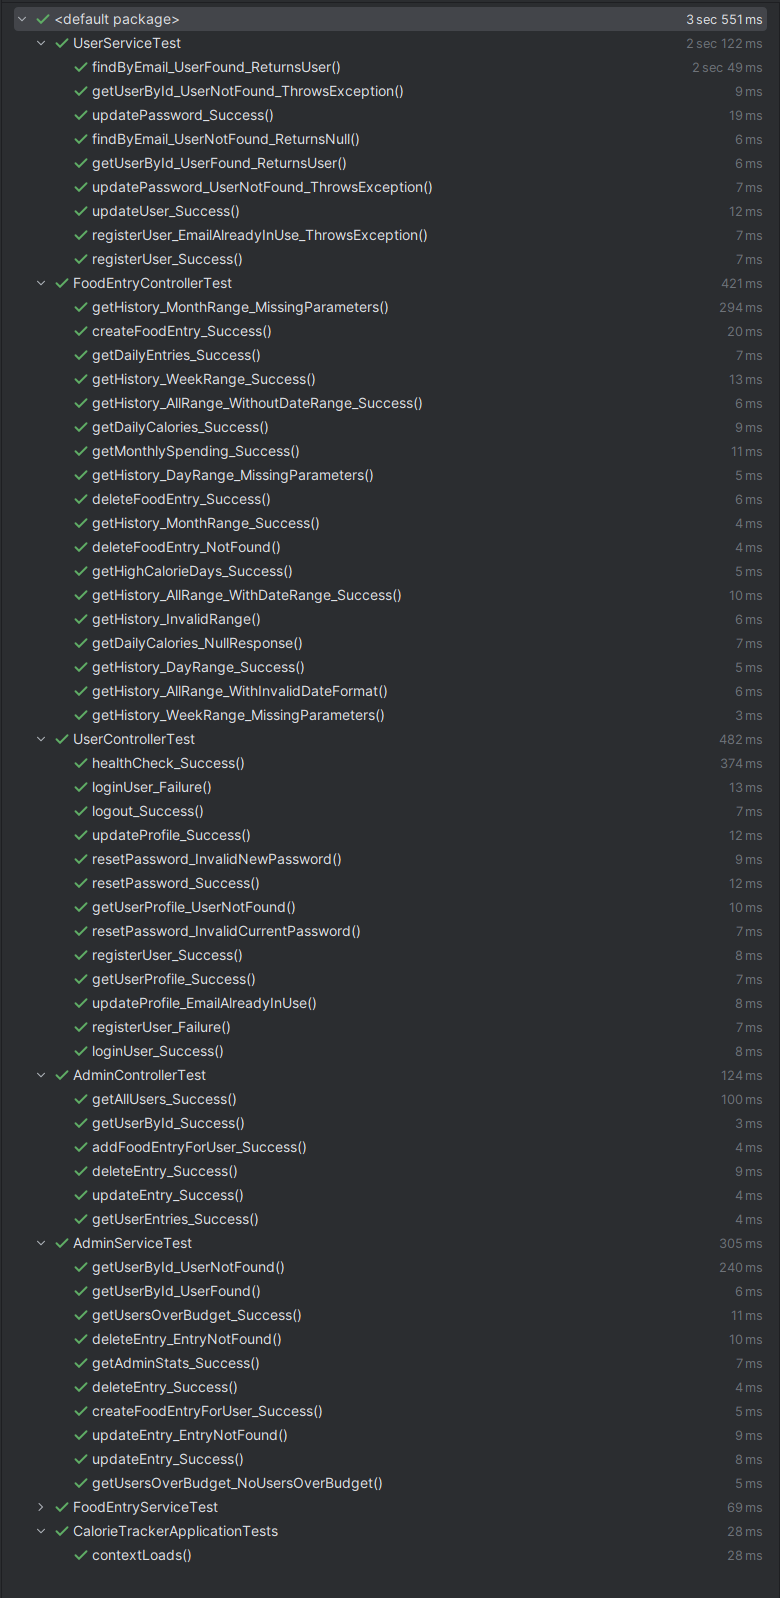 <default package> 3 sec 551 ms
UserServiceTest 2 sec 122 ms
findByEmail_UserFound_ReturnsUser() 2 sec 49 ms
getUserById_UserNotFound_ThrowsException() 9 ms
updatePassword_Success() 19 ms
findByEmail_UserNotFound_ReturnsNull() 6 ms
getUserById_UserFound_ReturnsUser() 6 ms
updatePassword_UserNotFound_ThrowsException() 7 ms
updateUser_Success() 12 ms
registerUser_EmailAlreadyInUse_ThrowsException() 7 ms
registerUser_Success() 7 ms
FoodEntryControllerTest 421 ms
getHistory_MonthRange_MissingParameters() 294 ms
createFoodEntry_Success() 20 ms
getDailyEntries_Success() 7 ms
getHistory_WeekRange_Success() 13 ms
getHistory_AllRange_WithoutDateRange_Success() 6 ms
getDailyCalories_Success() 9 ms
getMonthlySpending_Success() 11 ms
getHistory_DayRange_MissingParameters() 5 ms
deleteFoodEntry_Success() 6 ms
getHistory_MonthRange_Success() 4 ms
deleteFoodEntry_NotFound() 4 ms
getHighCalorieDays_Success() 5 ms
getHistory_AllRange_WithDateRange_Success() 10 ms
getHistory_InvalidRange() 6 ms
getDailyCalories_NullResponse() 7 ms
getHistory_DayRange_Success() 5 ms
getHistory_AllRange_WithInvalidDateFormat() 6 ms
getHistory_WeekRange_MissingParameters() 3 ms
UserControllerTest 482 ms
healthCheck_Success() 374 ms
loginUser_Failure() 13 ms
logout_Success() 7 ms
updateProfile_Success() 12 ms
resetPassword_InvalidNewPassword() 9 ms
resetPassword_Success() 12 ms
getUserProfile_UserNotFound() 10 ms
resetPassword_InvalidCurrentPassword() 7 ms
registerUser_Success() 8 ms
getUserProfile_Success() 7 ms
updateProfile_EmailAlreadyInUse() 8 ms
registerUser_Failure() 7 ms
loginUser_Success() 8 ms
AdminControllerTest 124 ms
getAllUsers_Success() 100 ms
getUserById_Success() 3 ms
addFoodEntryForUser_Success() 4 ms
deleteEntry_Success() 9 ms
updateEntry_Success() 4 ms
getUserEntries_Success() 4 ms
AdminServiceTest 305 ms
getUserById_UserNotFound() 240 ms
getUserById_UserFound() 6 ms
getUsersOverBudget_Success() 11 ms
deleteEntry_EntryNotFound() 10 ms
getAdminStats_Success() 7 ms
deleteEntry_Success() 4 ms
createFoodEntryForUser_Success() 5 ms
updateEntry_EntryNotFound() 9 ms
updateEntry_Success() 8 ms
getUsersOverBudget_NoUsersOverBudget() 5 ms
FoodEntryServiceTest 69 ms
CalorieTrackerApplicationTests 28 ms
contextLoads() 28 ms